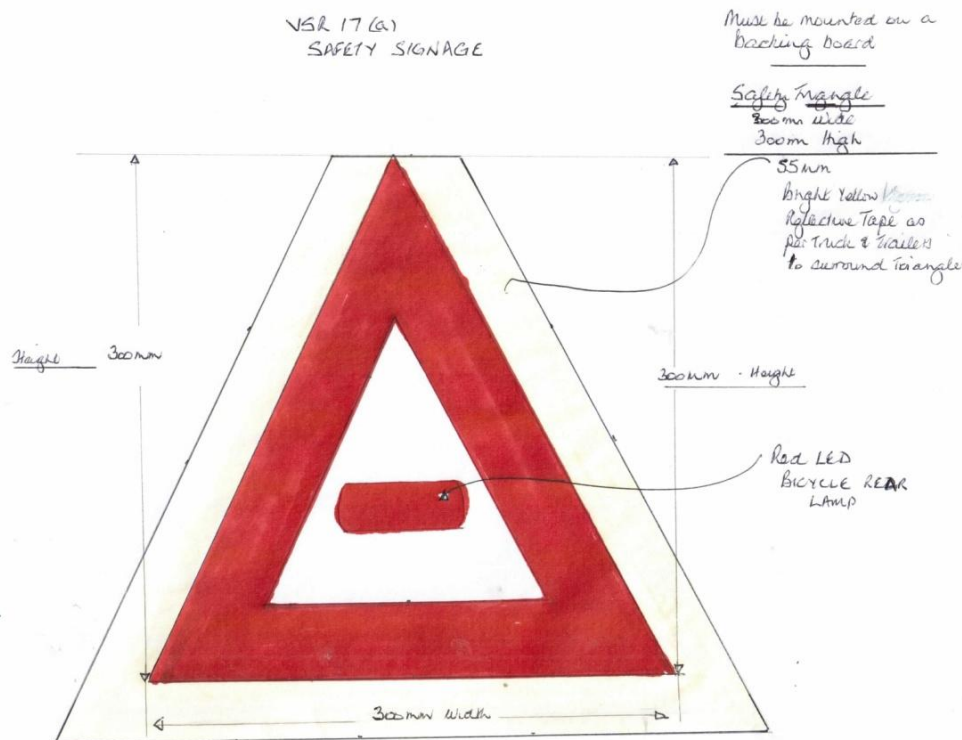 VSR 17 (a)
SAFETY SIGNAGE
Must be mounted on a
backing board
Safety Triangle
300mm wide
300mm High
55mm
Bright Yellow
Reflective Tape as
per Truck & Trailers
to surround Triangle
Height 300mm
300mm - Height
Red LED
BICYCLE REAR
LAMP
300mm Width